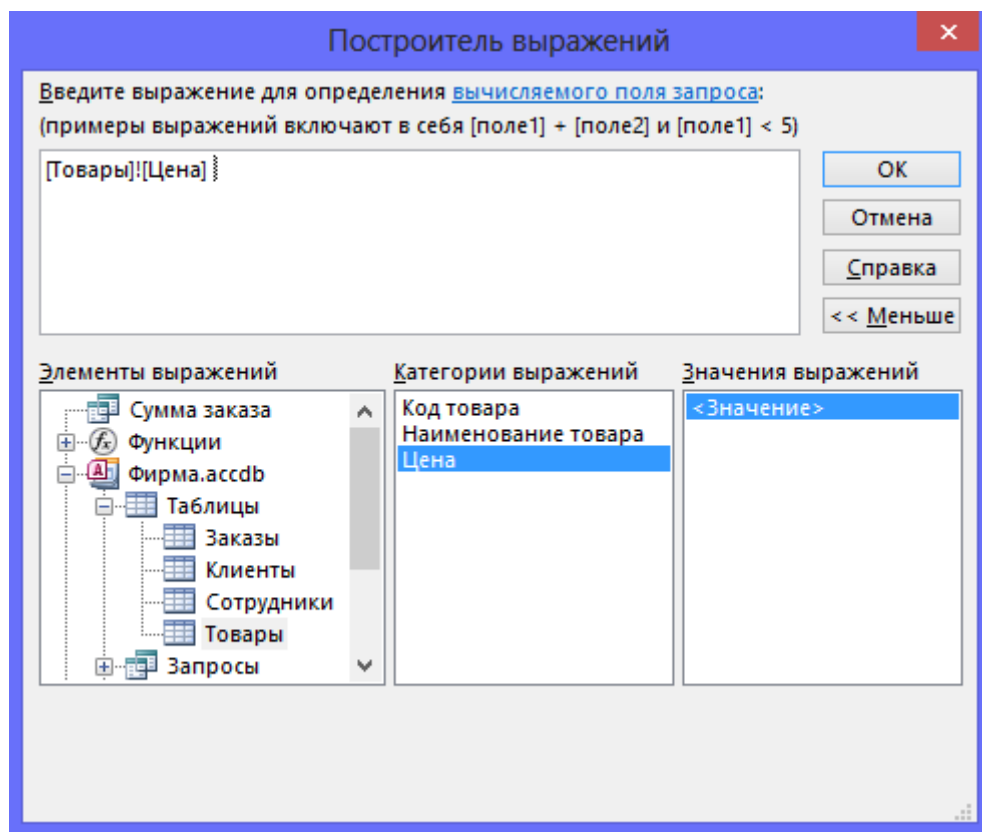 Построитель выражений
Введите выражение для определения вычисляемого поля запроса:
(примеры выражений включают в себя [поле1] + [поле2] и [поле1] < 5)
[Товары]![Цена]
ОК
Отмена
Справка
<< Меньше
Элементы выражений
Сумма заказа
Функции
Фирма.accdb
Таблицы
Заказы
Клиенты
Сотрудники
Товары
Запросы
Категории выражений
Код товара
Наименование товара
Цена
Значения выражений
<Значение>